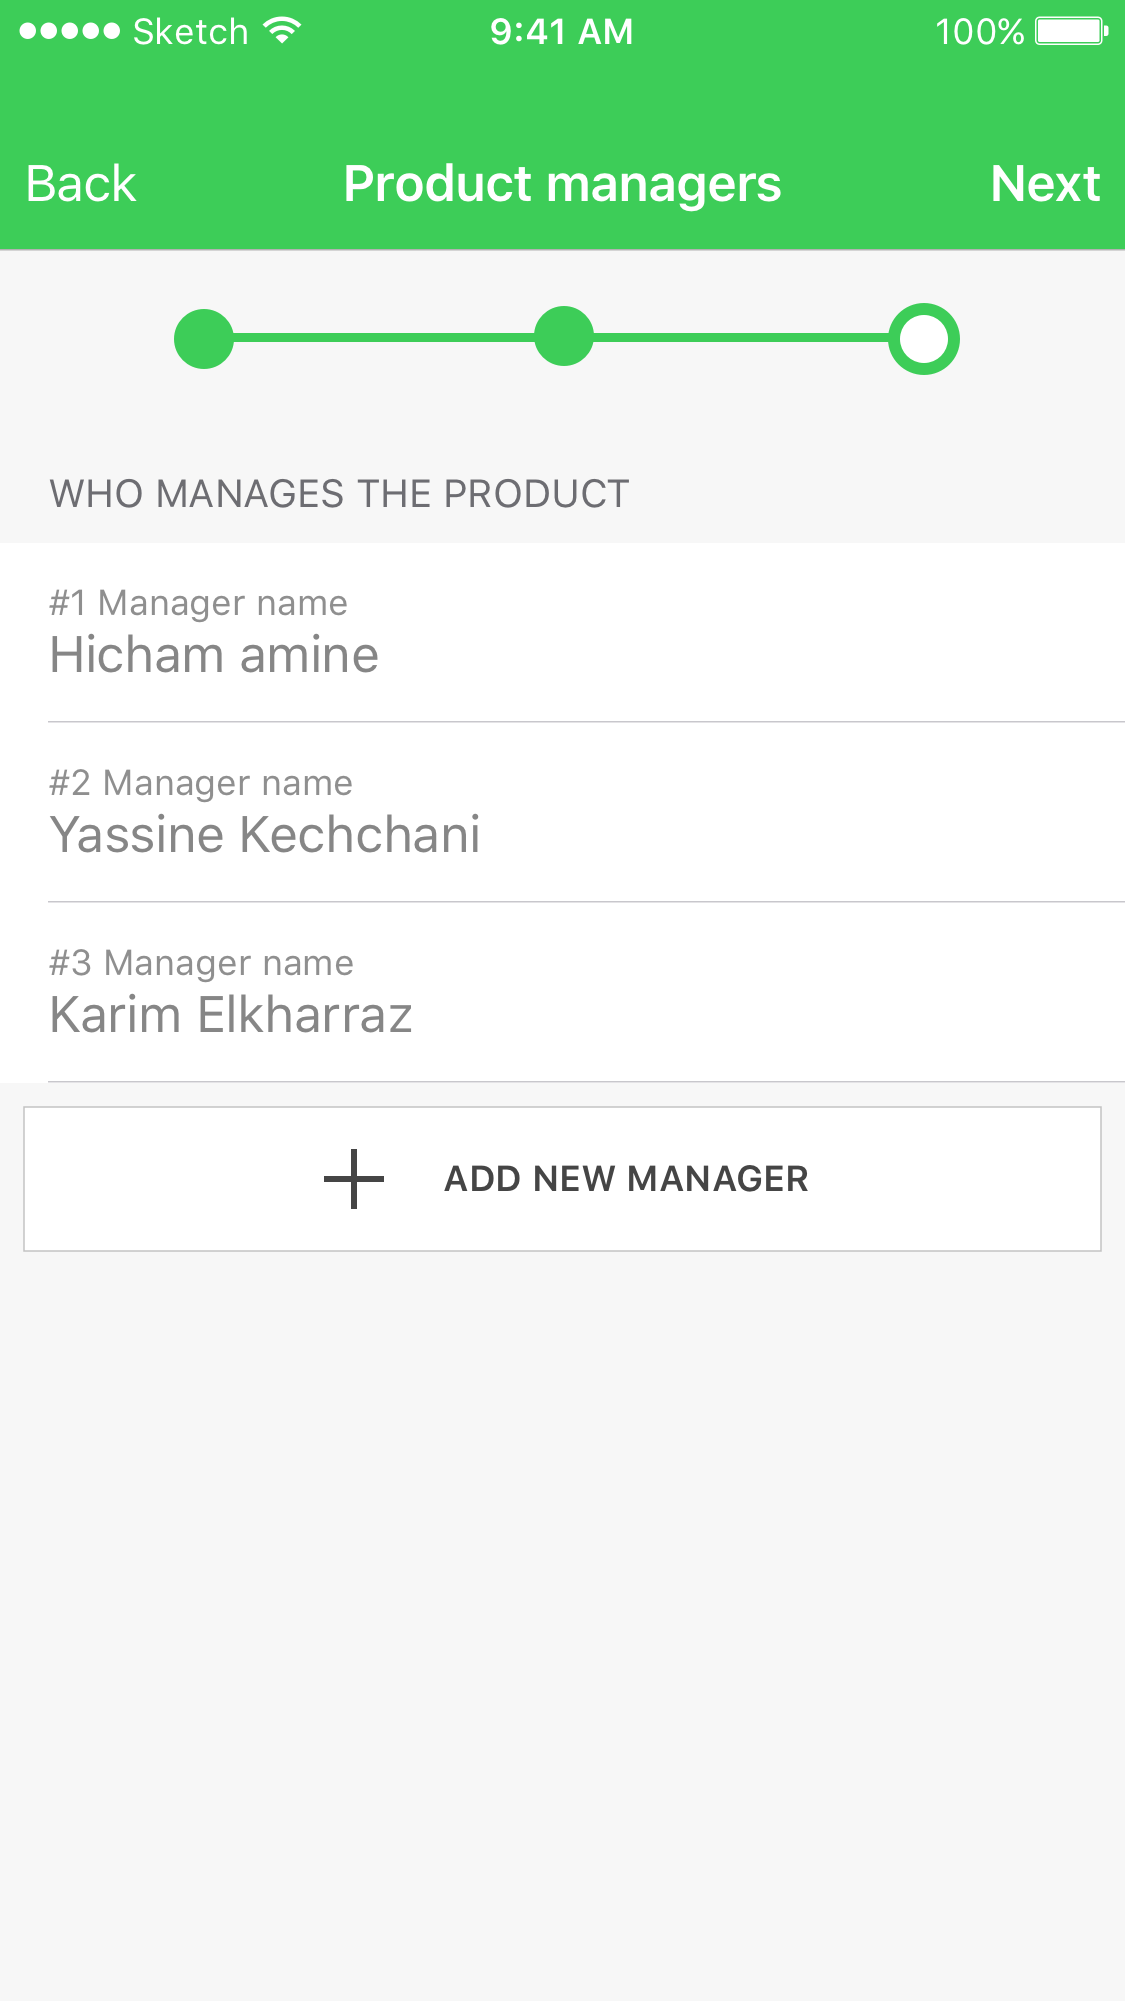 Sketch 9:41 AM 100%
Back Product managers Next
WHO MANAGES THE PRODUCT
#1 Manager name
Hicham amine
#2 Manager name
Yassine Kechchani
#3 Manager name
Karim Elkharraz
ADD NEW MANAGER